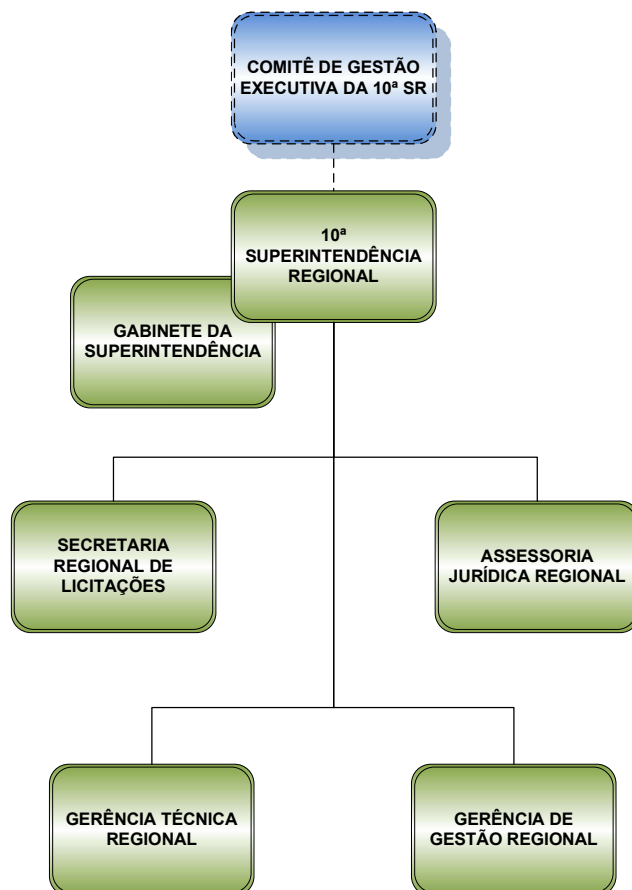 COMITÊ DE GESTÃO
EXECUTIVA DA 10ª SR
10ª
SUPERINTENDÊNCIA
REGIONAL
GABINETE DA
SUPERINTENDÊNCIA
SECRETARIA
REGIONAL DE
LICITAÇÕES
ASSESSORIA
JURÍDICA REGIONAL
GERÊNCIA TÉCNICA
REGIONAL
GERÊNCIA DE
GESTÃO REGIONAL